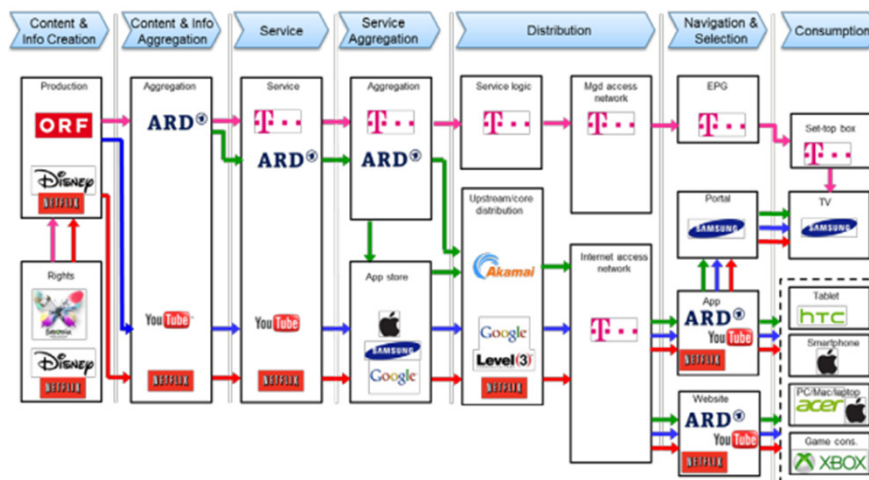 Content &
Info Creation
Content & Info
Aggregation
Service
Service
Aggregation
Distribution
Navigation &
Selection
Consumption
Production
ORF
Disney
NETFLIX
Rights
Disney
NETFLIX
Aggregation
ARD
YouTube
NETFLIX
Service
T
ARD
YouTube
NETFLIX
Aggregation
T
ARD
App store
SAMSUNG
Google
Service logic
T
Upstream/core
distribution
Akamai
Google
Level(3)
NETFLIX
Mgd access
network
T
Internet access
network
T
EPG
T
Portal
SAMSUNG
App
ARD
YouTube
NETFLIX
Website
ARD
YouTube
NETFLIX
Set-top box
T
TV
SAMSUNG
Tablet
hTC
Smartphone
PC/Mac/laptop
acer
Game cons.
XBOX